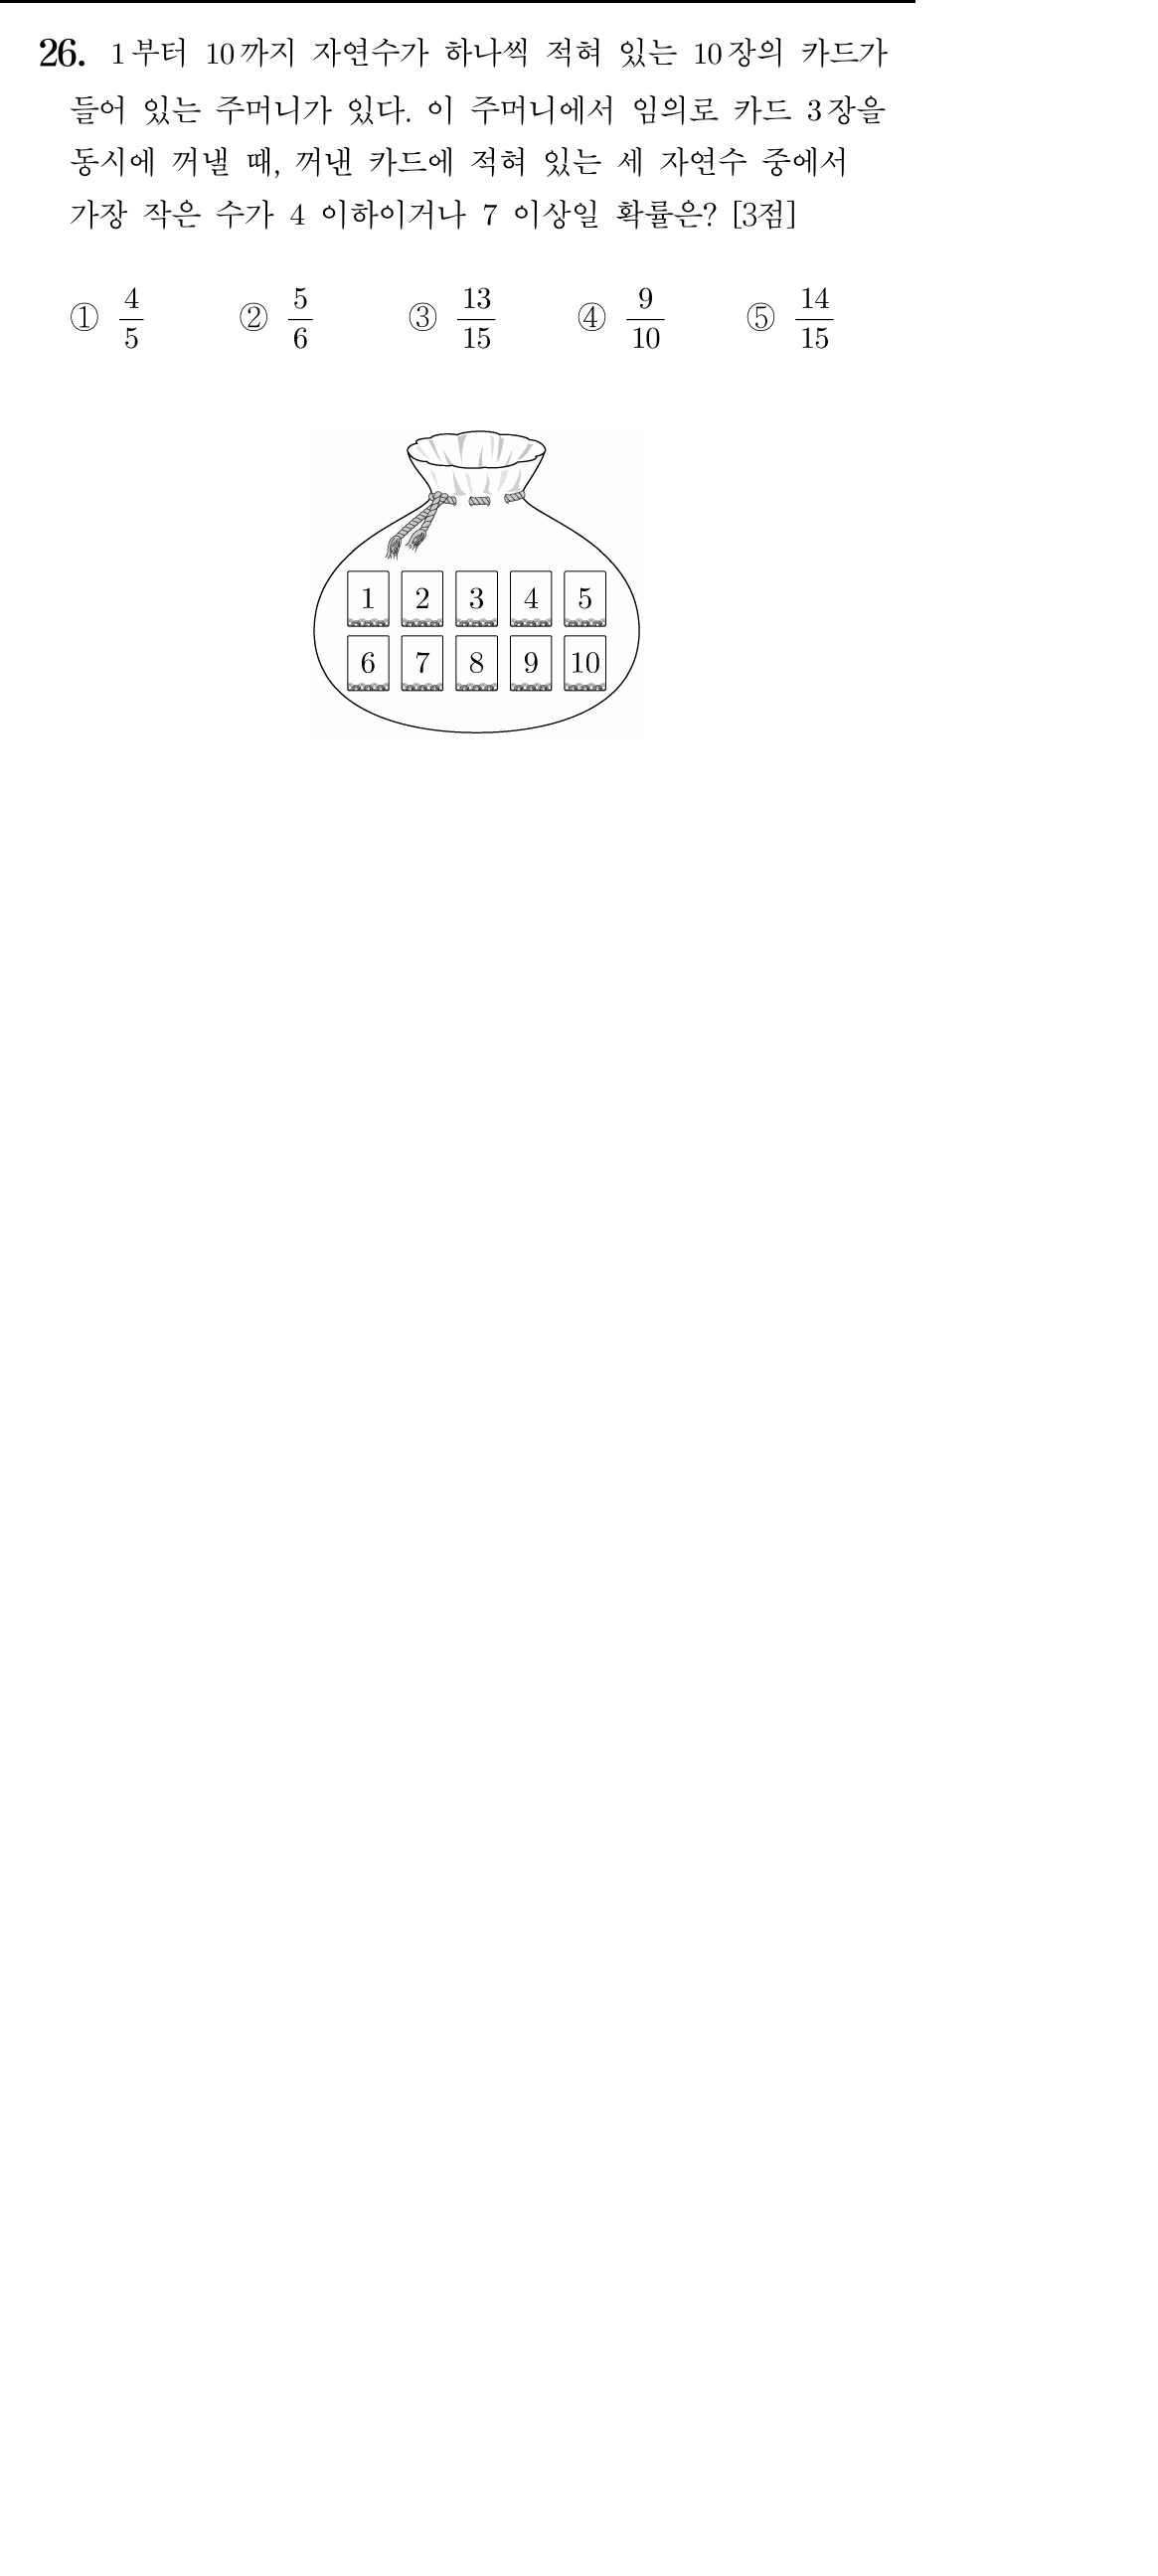 26. 1부터 10까지 자연수가 하나씩 적혀 있는 10장의 카드가
들어 있는 주머니가 있다. 이 주머니에서 임의로 카드 3장을
동시에 꺼낼 때, 꺼낸 카드에 적혀 있는 세 자연수 중에서
가장 작은 수가 4 이하이거나 7 이상일 확률은? [3점]
① 4/5 ② 5/6 ③ 13/15 ④ 9/10 ⑤ 14/15
1 2 3 4 5
6 7 8 9 10